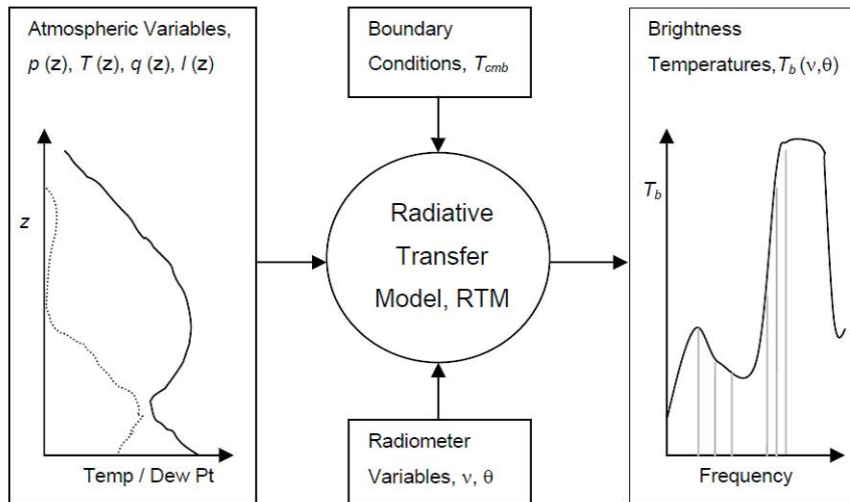 Atmospheric Variables,
p (z), T (z), q (z), l (z)
z
Temp / Dew Pt
Boundary
Conditions, Tcmb
Radiative
Transfer
Model, RTM
Radiometer
Variables, ν, θ
Brightness
Temperatures,Tb (ν,θ)
Tb
Frequency